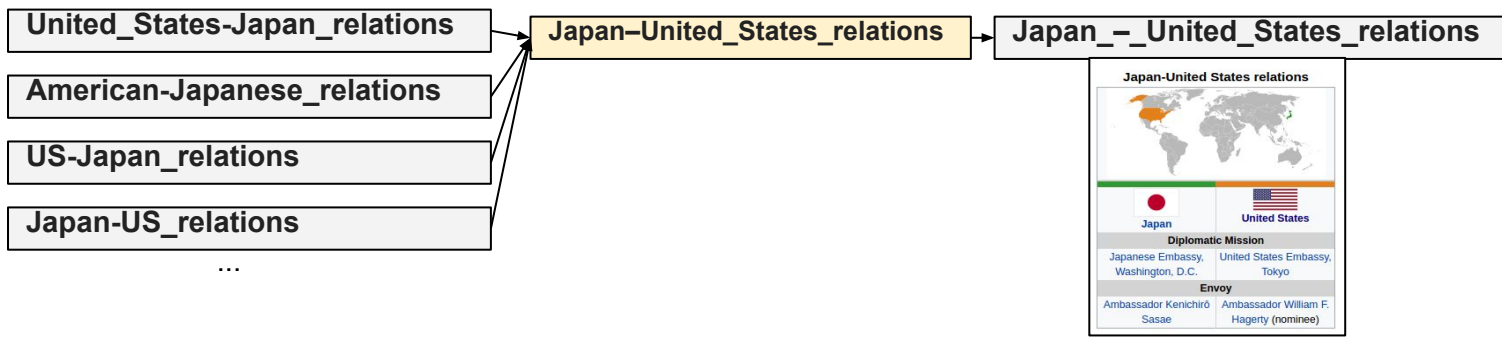 United_States-Japan_relations
American-Japanese_relations
US-Japan_relations
Japan-US_relations
...
Japan–United_States_relations
Japan_–_United_States_relations
Japan-United States relations
Japan
United States
Diplomatic Mission
Japanese Embassy,
Washington, D.C.
United States Embassy,
Tokyo
Envoy
Ambassador Kenichirō
Sasae
Ambassador William F.
Hagerty (nominee)